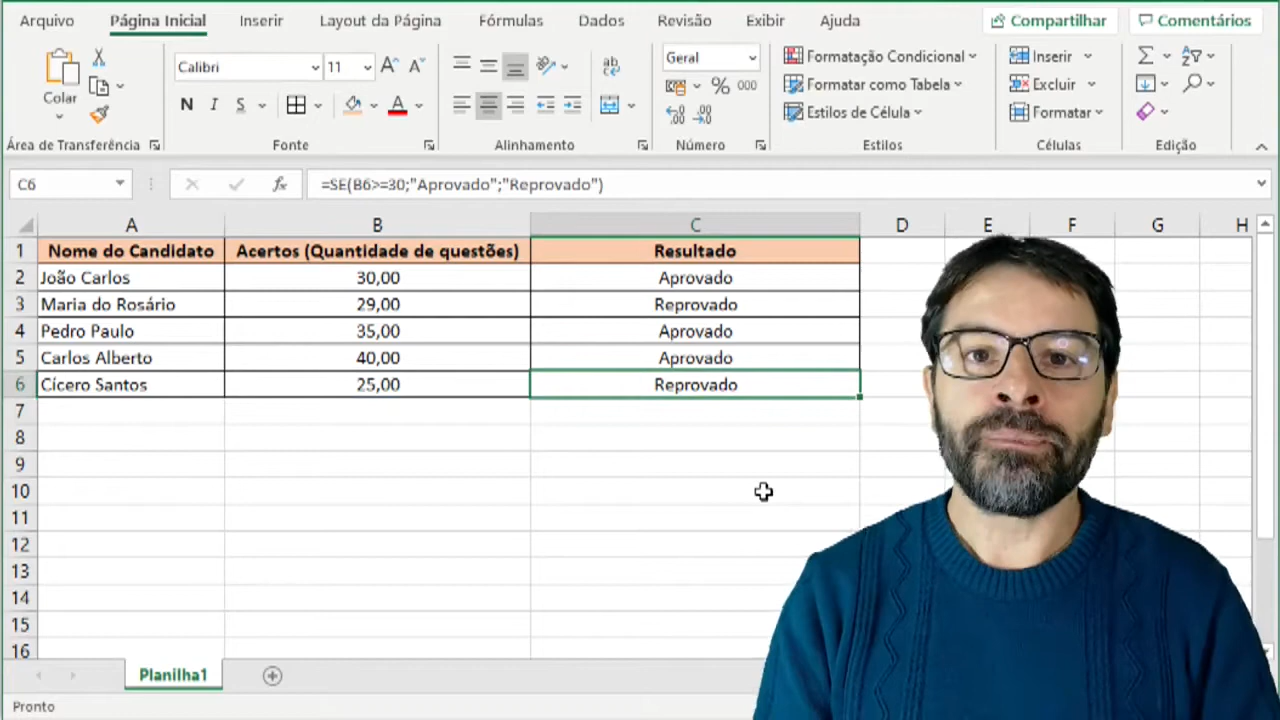 Arquivo Página Inicial Inserir Layout da Página Fórmulas Dados Revisão Exibir Ajuda Compartilhar Comentários
Colar
Calibri 11
N I S A
ab
Geral
% 000
Formatação Condicional
Formatar como Tabela
Estilos de Célula
Inserir
Excluir
Formatar
Área de Transferência Fonte Alinhamento Número Estilos Células Edição
C6 fx =SE(B6>=30;"Aprovado";"Reprovado")
A B C D E F G H
1 Nome do Candidato Acertos (Quantidade de questões) Resultado
2 João Carlos 30,00 Aprovado
3 Maria do Rosário 29,00 Reprovado
4 Pedro Paulo 35,00 Aprovado
5 Carlos Alberto 40,00 Aprovado
6 Cícero Santos 25,00 Reprovado
7
8
9
10
11
12
13
14
15
16
Planilha1
Pronto